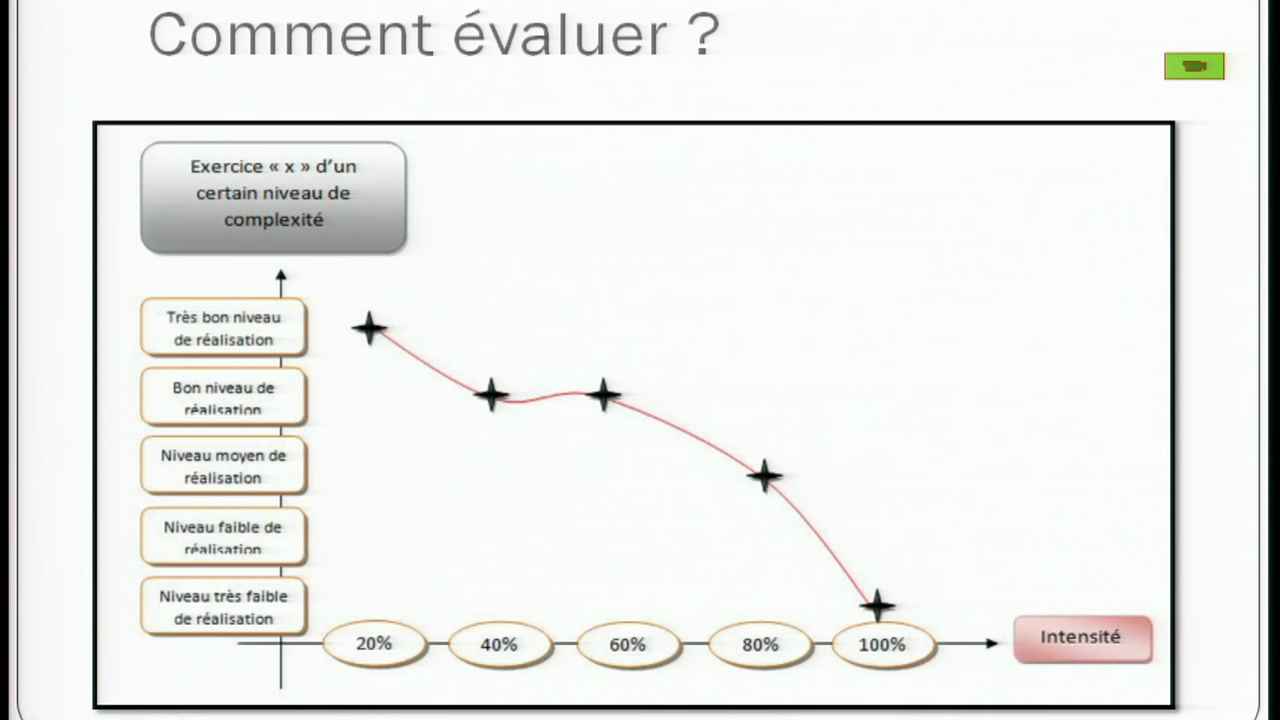 Comment évaluer ?
Exercice « x » d’un
certain niveau de
complexité
Très bon niveau
de réalisation
Bon niveau de
réalisation
Niveau moyen de
réalisation
Niveau faible de
réalisation
Niveau très faible
de réalisation
20%
40%
60%
80%
100%
Intensité